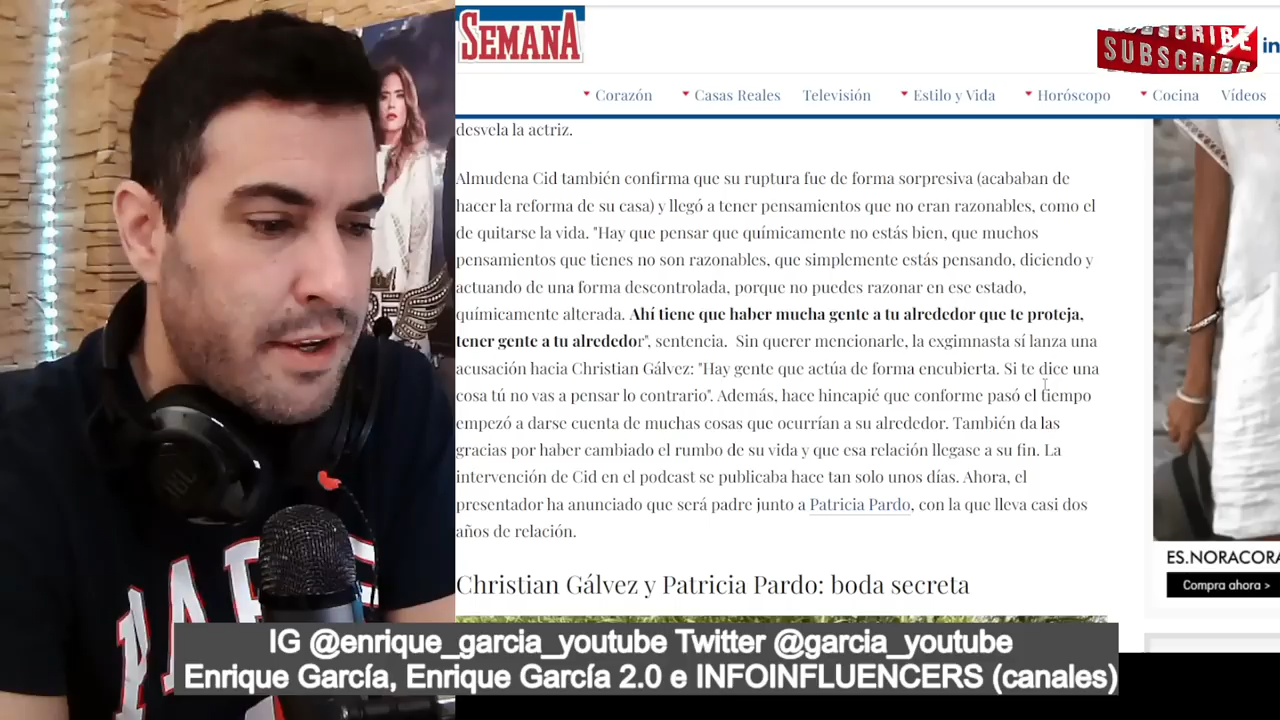 SEMANA
SUBSCRIBE
SUBSCRIBE
SUBSCRIBE
in
Corazón Casas Reales Televisión Estilo y Vida Horóscopo Cocina Vídeos
desvela la actriz.
Almudena Cid también confirma que su ruptura fue de forma sorpresiva (acababan de
hacer la reforma de su casa) y llegó a tener pensamientos que no eran razonables, como el
de quitarse la vida. "Hay que pensar que químicamente no estás bien, que muchos
pensamientos que tienes no son razonables, que simplemente estás pensando, diciendo y
actuando de una forma descontrolada, porque no puedes razonar en ese estado,
químicamente alterada. Ahí tiene que haber mucha gente a tu alrededor que te proteja,
tener gente a tu alrededor", sentencia. Sin querer mencionarle, la exgimnasta sí lanza una
acusación hacia Christian Gálvez: "Hay gente que actúa de forma encubierta. Si te dice una
cosa tú no vas a pensar lo contrario". Además, hace hincapié que conforme pasó el tiempo
empezó a darse cuenta de muchas cosas que ocurrían a su alrededor. También da las
gracias por haber cambiado el rumbo de su vida y que esa relación llegase a su fin. La
intervención de Cid en el podcast se publicaba hace tan solo unos días. Ahora, el
presentador ha anunciado que será padre junto a Patricia Pardo, con la que lleva casi dos
años de relación.
Christian Gálvez y Patricia Pardo: boda secreta
ES.NORACORA
Compra ahora >
JBL
IG @enrique_garcia_youtube Twitter @garcia_youtube
Enrique García, Enrique García 2.0 e INFOINFLUENCERS (canales)